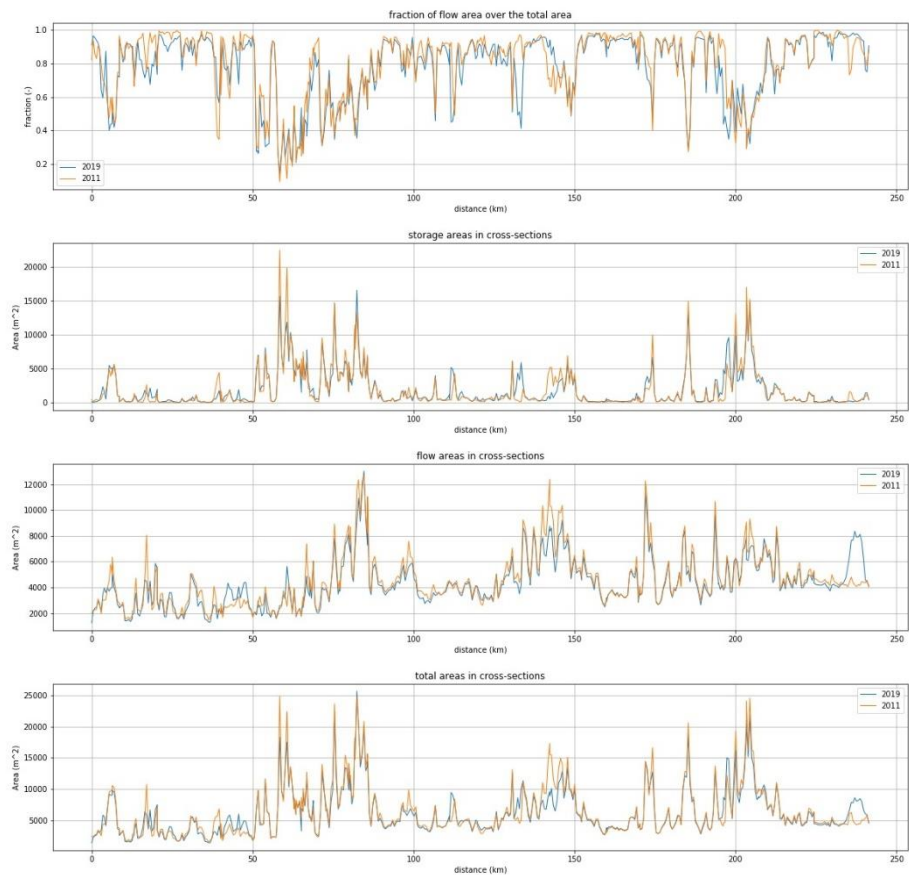 fraction of flow area over the total area
1.0
0.8
0.6
0.4
0.2
fraction (-)
2019
2011
0 50 100 150 200 250
distance (km)
storage areas in cross-sections
20000
15000
10000
5000
0
Area (m^2)
2019
2011
0 50 100 150 200 250
distance (km)
flow areas in cross-sections
12000
10000
8000
6000
4000
2000
Area (m^2)
2019
2011
0 50 100 150 200 250
distance (km)
total areas in cross-sections
25000
20000
15000
10000
5000
Area (m^2)
2019
2011
0 50 100 150 200 250
distance (km)